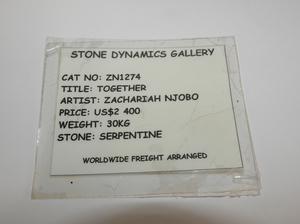 STONE DYNAMICS GALLERY
CAT NO: ZN1274
TITLE: TOGETHER
ARTIST: ZACHARIAH NJOBO
PRICE: US$2 400
WEIGHT: 30KG
STONE: SERPENTINE
WORLDWIDE FREIGHT ARRANGED